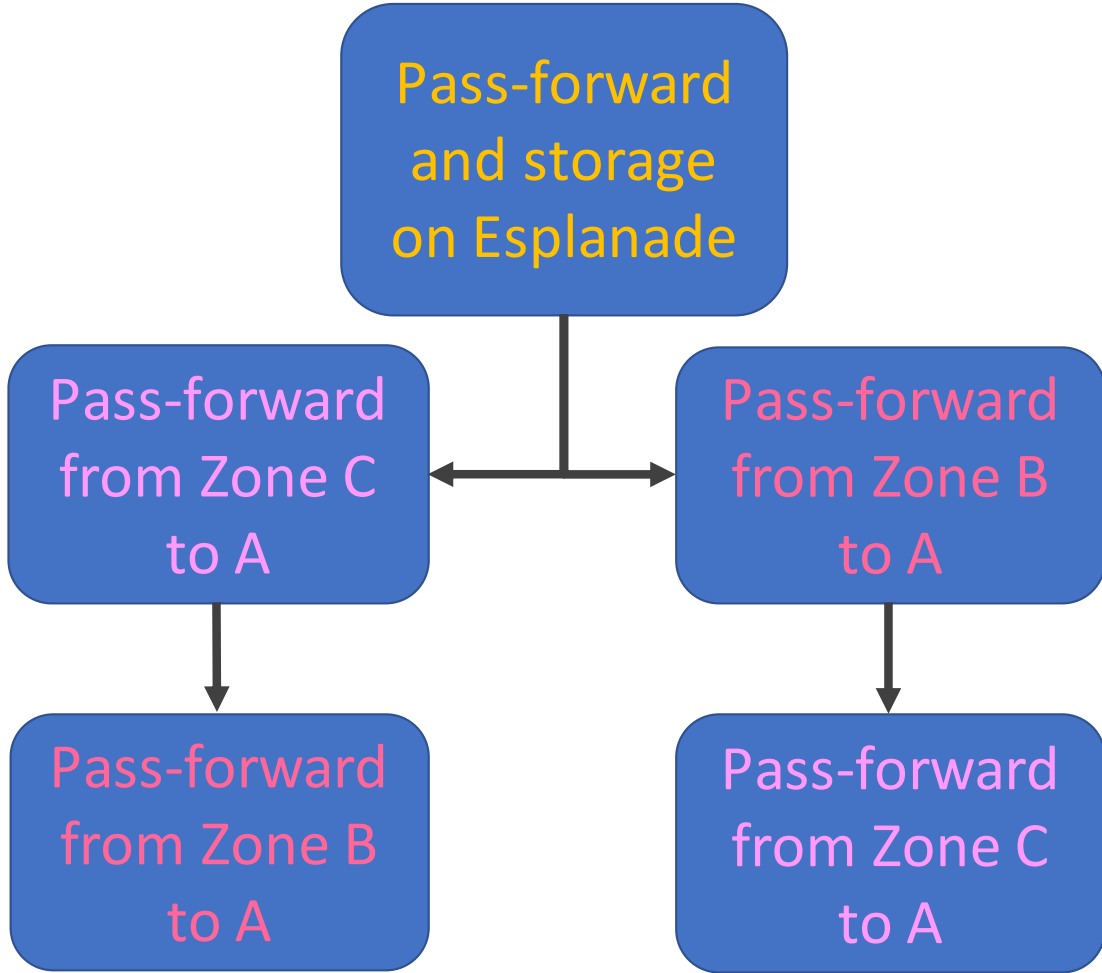 Pass-forward
and storage
on Esplanade
Pass-forward
from Zone C
to A
Pass-forward
from Zone B
to A
Pass-forward
from Zone B
to A
Pass-forward
from Zone C
to A